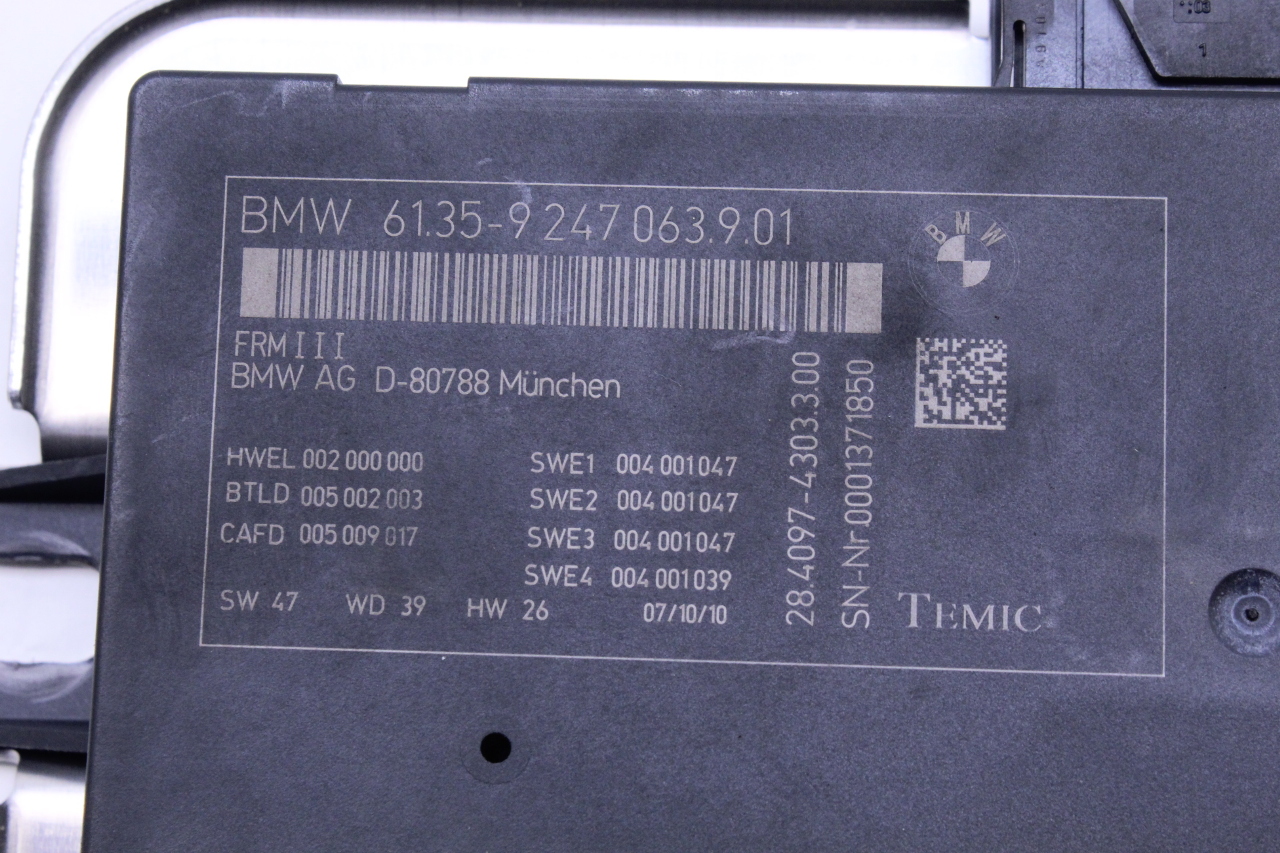 BMW 61.35-9 247 063.9.01
BMW
FRM III
BMW AG D-80788 München
HWEL 002 000 000
SWE1 004 001047
BTLD 005 002 003
SWE2 004 001047
CAFD 005 009 017
SWE3 004 001047
SWE4 004 001039
SW 47 WD 39 HW 26 07/10/10
28.4097-4303.3.00
SN-Nr.0001371850
TEMIC
1